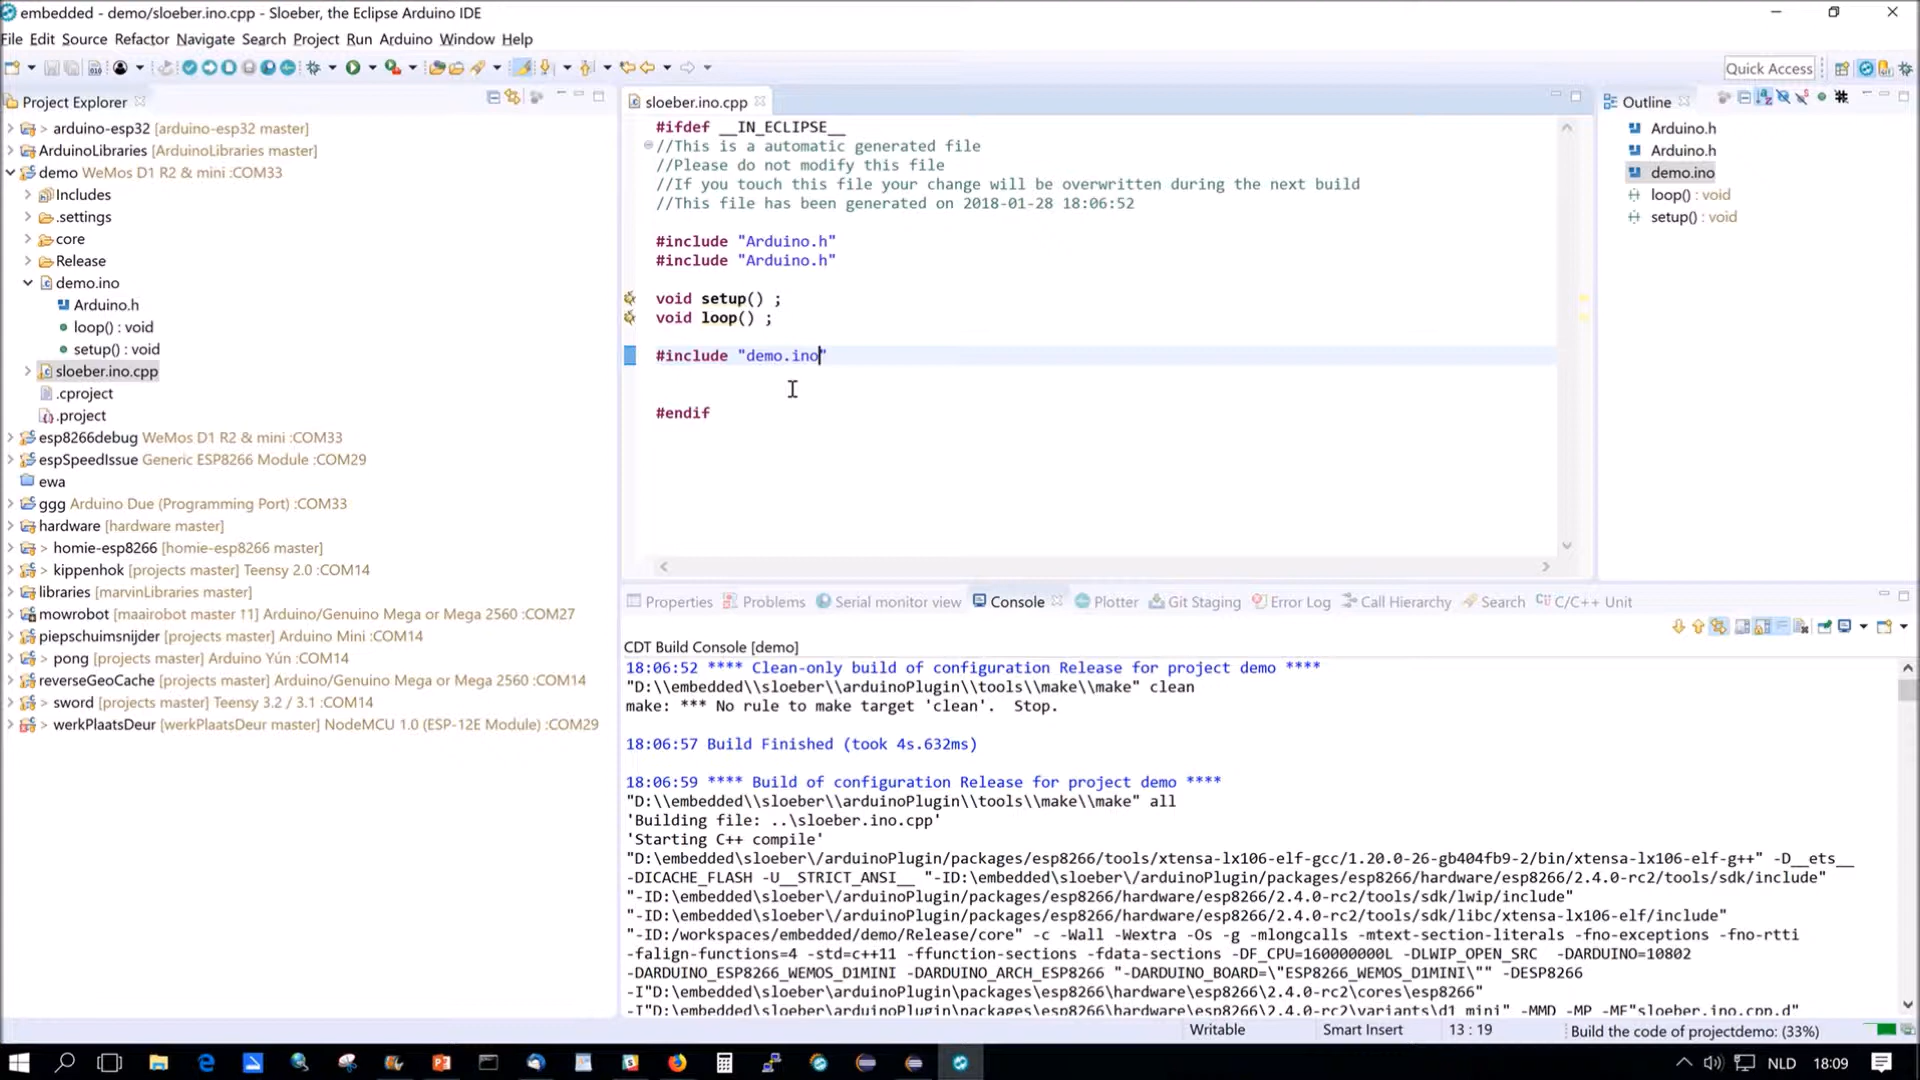 embedded - demo/sloeber.ino.cpp - Sloeber, the Eclipse Arduino IDE
File Edit Source Refactor Navigate Search Project Run Arduino Window Help
Quick Access
Project Explorer
> arduino-esp32 [arduino-esp32 master]
ArduinoLibraries [ArduinoLibraries master]
demo WeMos D1 R2 & mini :COM33
Includes
.settings
core
Release
demo.ino
Arduino.h
loop() : void
setup() : void
sloeber.ino.cpp
.cproject
.project
esp8266debug WeMos D1 R2 & mini :COM33
espSpeedIssue Generic ESP8266 Module :COM29
ewa
ggg Arduino Due (Programming Port) :COM33
hardware [hardware master]
> homie-esp8266 [homie-esp8266 master]
> kippenhok [projects master] Teensy 2.0 :COM14
libraries [marvinLibraries master]
mowrobot [maairobot master ↑1] Arduino/Genuino Mega or Mega 2560 :COM27
piepschuimsnijder [projects master] Arduino Mini :COM14
> pong [projects master] Arduino Yún :COM14
reverseGeoCache [projects master] Arduino/Genuino Mega or Mega 2560 :COM14
> sword [projects master] Teensy 3.2 / 3.1 :COM14
> werkPlaatsDeur [werkPlaatsDeur master] NodeMCU 1.0 (ESP-12E Module) :COM29
sloeber.ino.cpp
#ifdef __IN_ECLIPSE__
//This is a automatic generated file
//Please do not modify this file
//If you touch this file your change will be overwritten during the next build
//This file has been generated on 2018-01-28 18:06:52
#include "Arduino.h"
#include "Arduino.h"
void setup() ;
void loop() ;
#include "demo.ino"
#endif
Outline
Arduino.h
Arduino.h
demo.ino
loop() : void
setup() : void
Properties Problems Serial monitor view Console Plotter Git Staging Error Log Call Hierarchy Search C/C++ Unit
CDT Build Console [demo]
18:06:52 **** Clean-only build of configuration Release for project demo ****
"D:\\embedded\\sloeber\\arduinoPlugin\\tools\\make\\make" clean
make: *** No rule to make target 'clean'.  Stop.
18:06:57 Build Finished (took 4s.632ms)
18:06:59 **** Build of configuration Release for project demo ****
"D:\\embedded\\sloeber\\arduinoPlugin\\tools\\make\\make" all
'Building file: ..\sloeber.ino.cpp'
'Starting C++ compile'
"D:\embedded\sloeber\/arduinoPlugin/packages/esp8266/tools/xtensa-lx106-elf-gcc/1.20.0-26-gb404fb9-2/bin/xtensa-lx106-elf-g++" -D__ets__
-DICACHE_FLASH -U__STRICT_ANSI__ "-ID:\embedded\sloeber\/arduinoPlugin/packages/esp8266/hardware/esp8266/2.4.0-rc2/tools/sdk/include"
"-ID:\embedded\sloeber\/arduinoPlugin/packages/esp8266/hardware/esp8266/2.4.0-rc2/tools/sdk/lwip/include"
"-ID:\embedded\sloeber\/arduinoPlugin/packages/esp8266/hardware/esp8266/2.4.0-rc2/tools/sdk/libc/xtensa-lx106-elf/include"
"-ID:/workspaces/embedded/demo/Release/core" -c -Wall -Wextra -Os -g -mlongcalls -mtext-section-literals -fno-exceptions -fno-rtti
-falign-functions=4 -std=c++11 -ffunction-sections -fdata-sections -DF_CPU=160000000L -DLWIP_OPEN_SRC  -DARDUINO=10802
-DARDUINO_ESP8266_WEMOS_D1MINI -DARDUINO_ARCH_ESP8266 "-DARDUINO_BOARD=\"ESP8266_WEMOS_D1MINI\"" -DESP8266
-I"D:\embedded\sloeber\arduinoPlugin\packages\esp8266\hardware\esp8266\2.4.0-rc2\cores\esp8266"
-I"D:\embedded\sloeber\arduinoPlugin\packages\esp8266\hardware\esp8266\2.4.0-rc2\variants\d1_mini" -MMD -MP -MF"sloeber.ino.cpp.d"
Writable Smart Insert 13 : 19 Build the code of projectdemo: (33%)
NLD 18:09